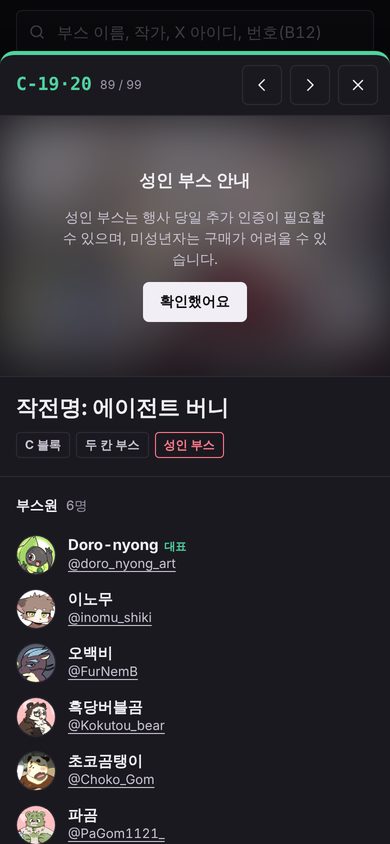 부스 이름, 작가, X 아이디, 번호(B12)
C-19·20 89 / 99
성인 부스 안내
성인 부스는 행사 당일 추가 인증이 필요할
수 있으며, 미성년자는 구매가 어려울 수 있
습니다.
확인했어요
작전명: 에이전트 버니
C 블록 두 칸 부스 성인 부스
부스원 6명
Doro-nyong 대표
@doro_nyong_art
이노무
@inomu_shiki
오백비
@FurNemB
흑당버블곰
@Kokutou_bear
초코곰탱이
@Choko_Gom
파곰
@PaGom1121_